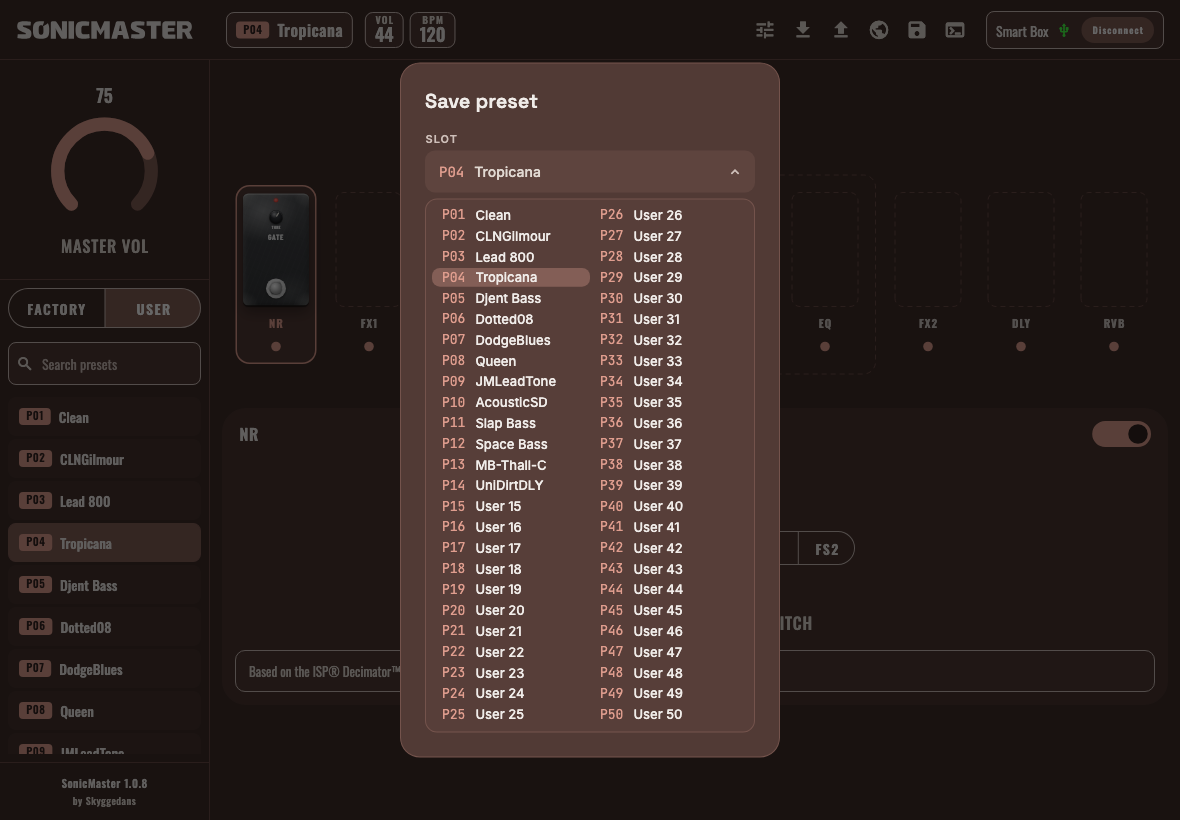 SONICMASTER
P04 Tropicana
VOL
44
BPM
120
Smart Box
Disconnect
75
MASTER VOL
FACTORY
USER
Search presets
P01 Clean
P02 CLNGilmour
P03 Lead 800
P04 Tropicana
P05 Djent Bass
P06 Dotted08
P07 DodgeBlues
P08 Queen
P09 JMLeadTone
SonicMaster 1.0.8
by Skyggedans
GATE
NR
FX1
EQ
FX2
DLY
RVB
NR
FS2
ITCH
Based on the ISP® Decimator™
Save preset
SLOT
P04 Tropicana
P01 Clean
P02 CLNGilmour
P03 Lead 800
P04 Tropicana
P05 Djent Bass
P06 Dotted08
P07 DodgeBlues
P08 Queen
P09 JMLeadTone
P10 AcousticSD
P11 Slap Bass
P12 Space Bass
P13 MB-Thall-C
P14 UniDirtDLY
P15 User 15
P16 User 16
P17 User 17
P18 User 18
P19 User 19
P20 User 20
P21 User 21
P22 User 22
P23 User 23
P24 User 24
P25 User 25
P26 User 26
P27 User 27
P28 User 28
P29 User 29
P30 User 30
P31 User 31
P32 User 32
P33 User 33
P34 User 34
P35 User 35
P36 User 36
P37 User 37
P38 User 38
P39 User 39
P40 User 40
P41 User 41
P42 User 42
P43 User 43
P44 User 44
P45 User 45
P46 User 46
P47 User 47
P48 User 48
P49 User 49
P50 User 50